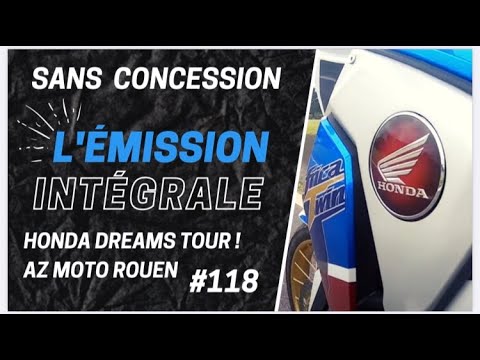 SANS CONCESSION
L'ÉMISSION
INTÉGRALE
HONDA DREAMS TOUR !
AZ MOTO ROUEN
#118
HONDA